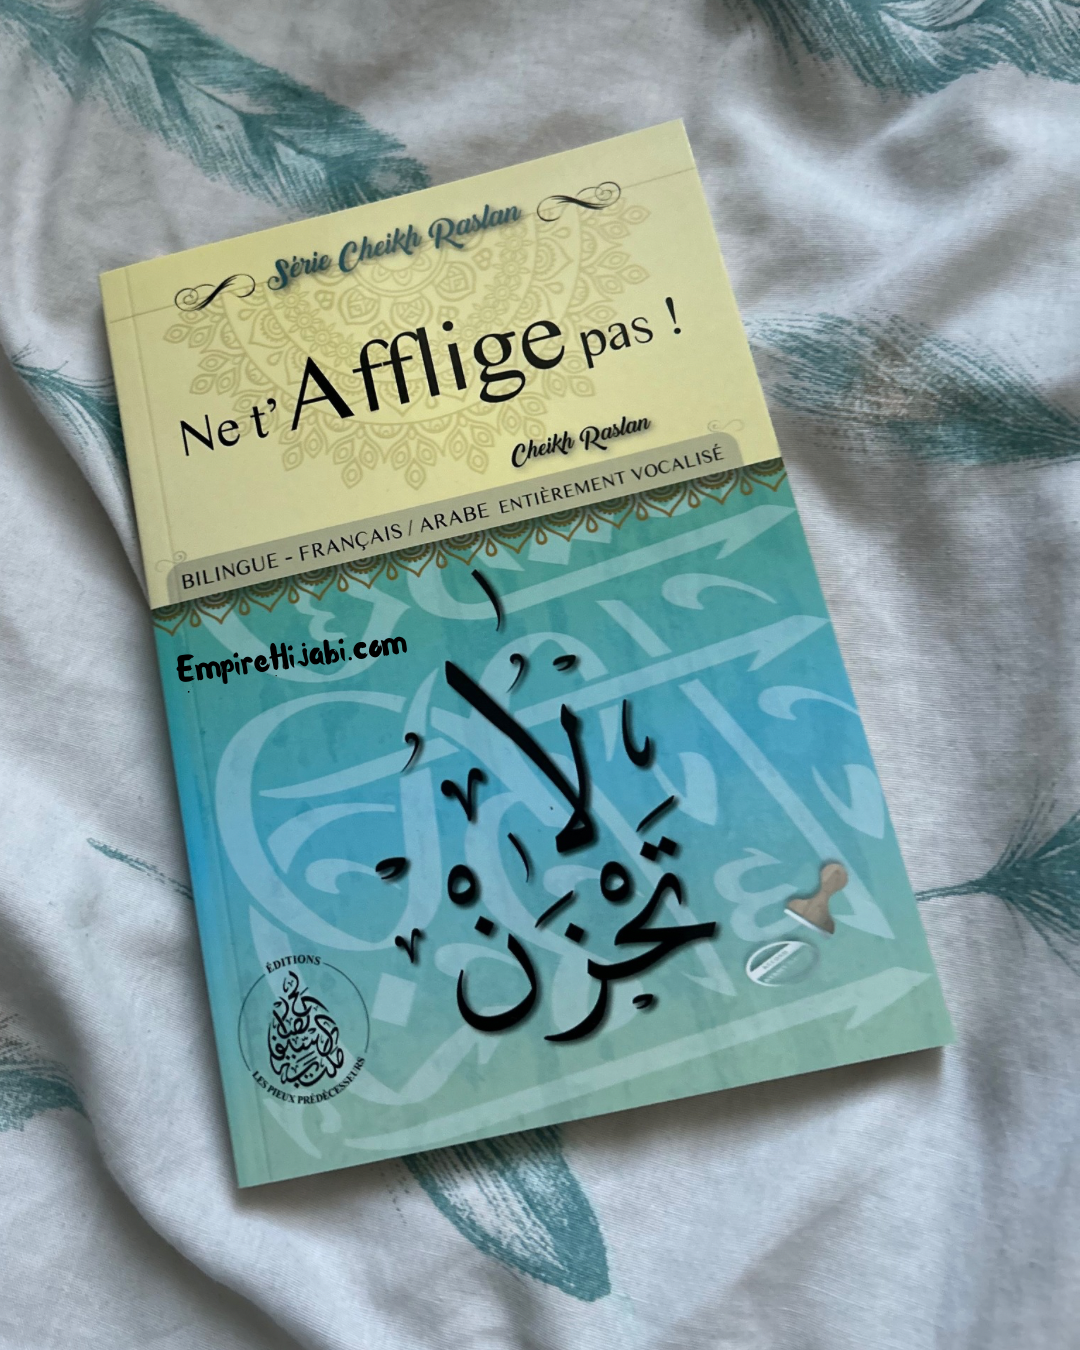 Série Cheikh Raslan
Ne t'Afflige pas !
Cheikh Raslan
BILINGUE - FRANÇAIS / ARABE ENTIÈREMENT VOCALISÉ
EmpireHijabi.com
لَا
تَحْزَنْ
ÉDITIONS
LES PIEUX PRÉDÉCESSEURS